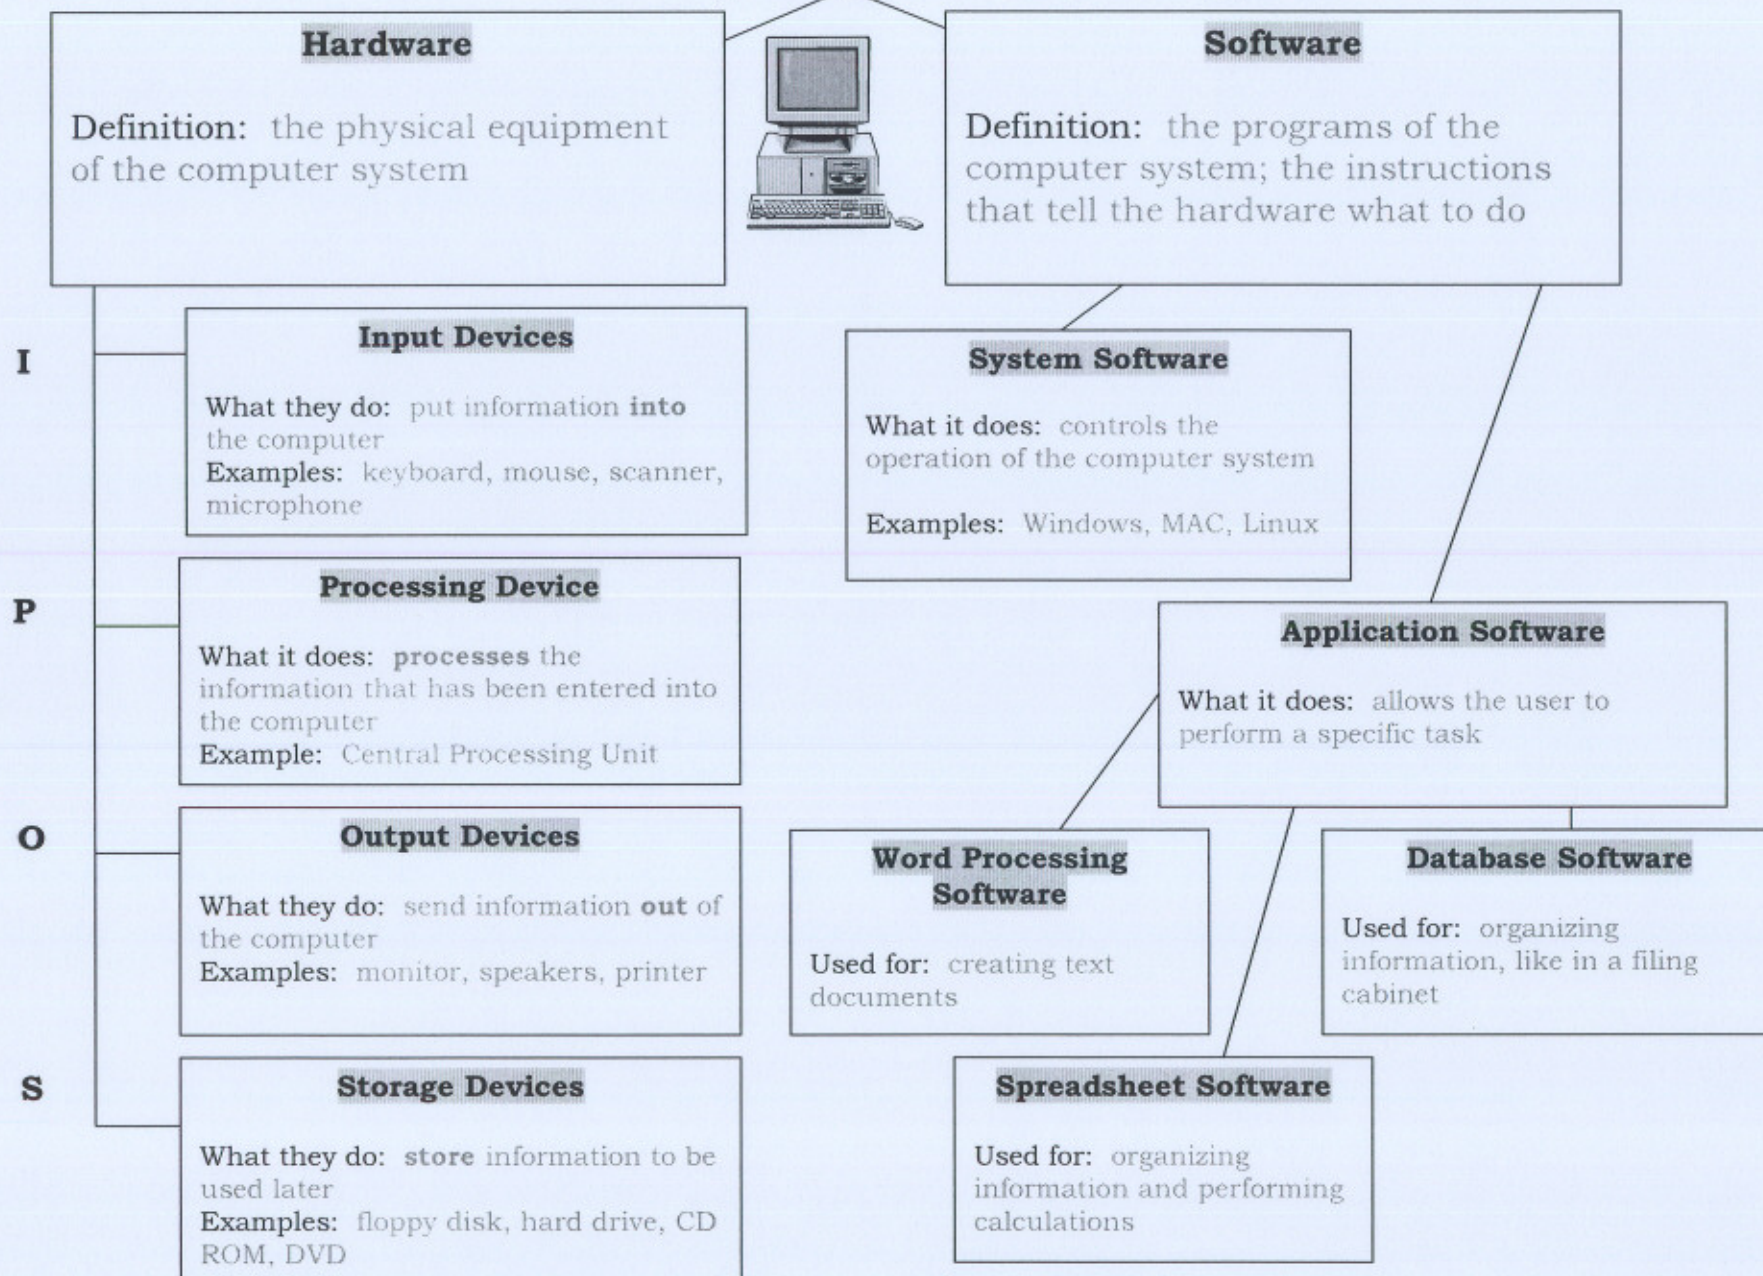 Hardware
Definition: the physical equipment
of the computer system
Software
Definition: the programs of the
computer system; the instructions
that tell the hardware what to do
I
Input Devices
What they do: put information into
the computer
Examples: keyboard, mouse, scanner,
microphone
System Software
What it does: controls the
operation of the computer system
Examples: Windows, MAC, Linux
P
Processing Device
What it does: processes the
information that has been entered into
the computer
Example: Central Processing Unit
Application Software
What it does: allows the user to
perform a specific task
O
Output Devices
What they do: send information out of
the computer
Examples: monitor, speakers, printer
Word Processing
Software
Used for: creating text
documents
Database Software
Used for: organizing
information, like in a filing
cabinet
S
Storage Devices
What they do: store information to be
used later
Examples: floppy disk, hard drive, CD
ROM, DVD
Spreadsheet Software
Used for: organizing
information and performing
calculations